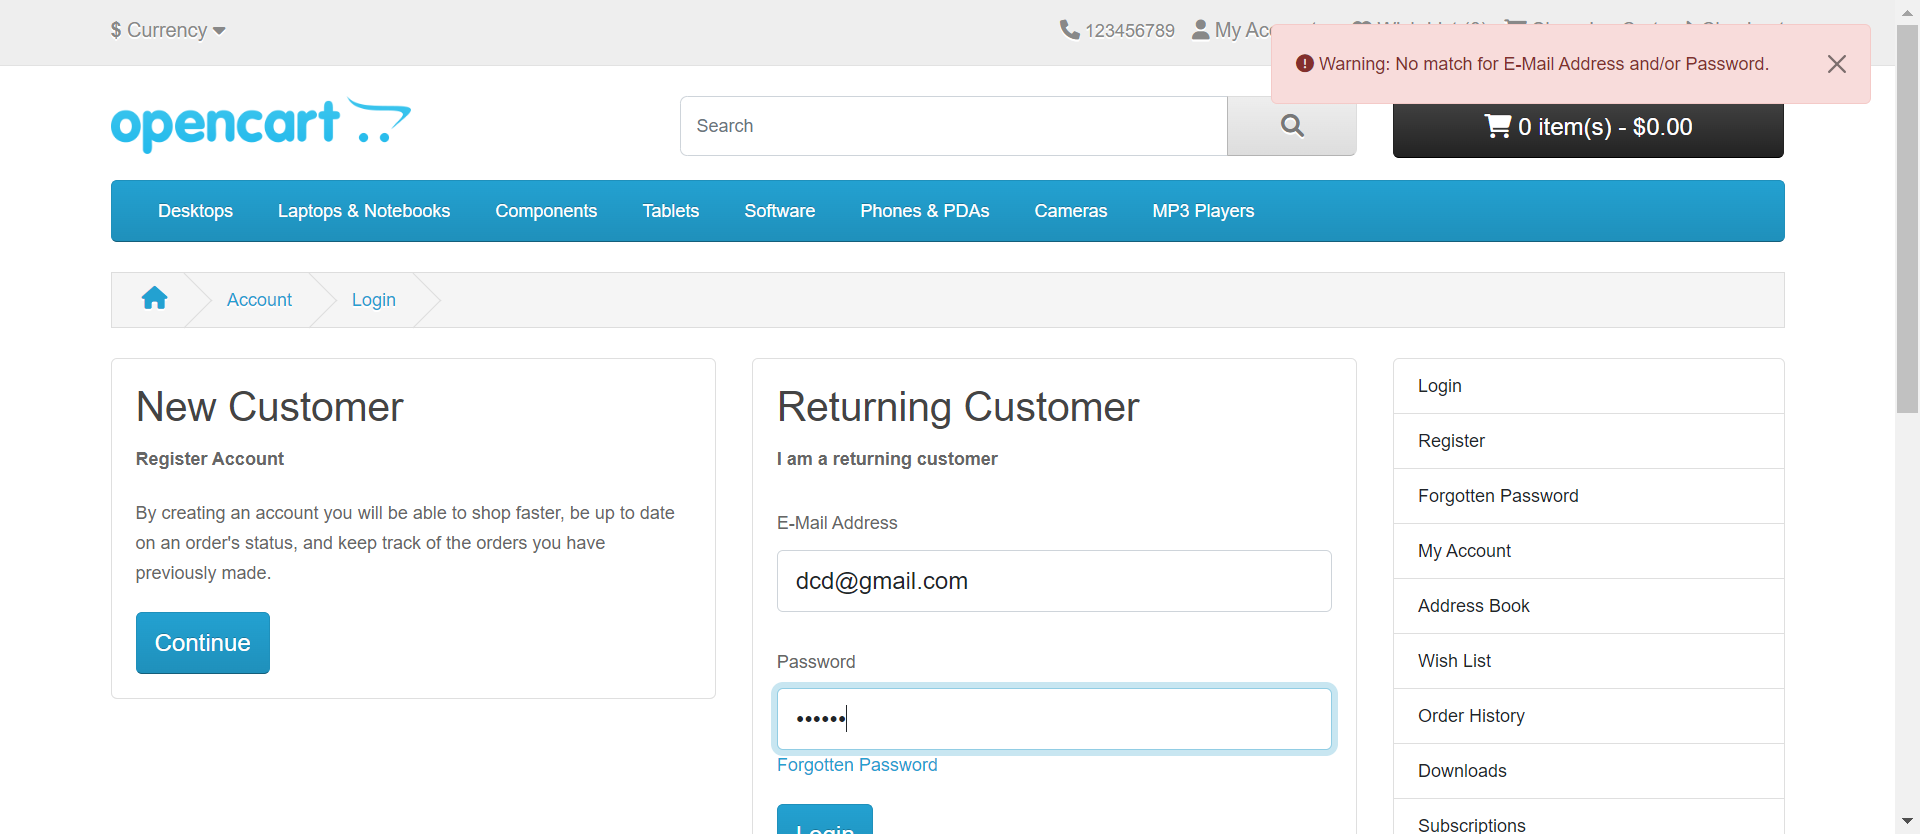 $ Currency
123456789
My
Warning: No match for E-Mail Address and/or Password.
opencart
Search
0 item(s) - $0.00
Desktops
Laptops & Notebooks
Components
Tablets
Software
Phones & PDAs
Cameras
MP3 Players
Account
Login
New Customer
Register Account
By creating an account you will be able to shop faster, be up to date
on an order's status, and keep track of the orders you have
previously made.
Continue
Returning Customer
I am a returning customer
E-Mail Address
dcd@gmail.com
Password
••••••
Forgotten Password
Login
Login
Register
Forgotten Password
My Account
Address Book
Wish List
Order History
Downloads
Subscriptions